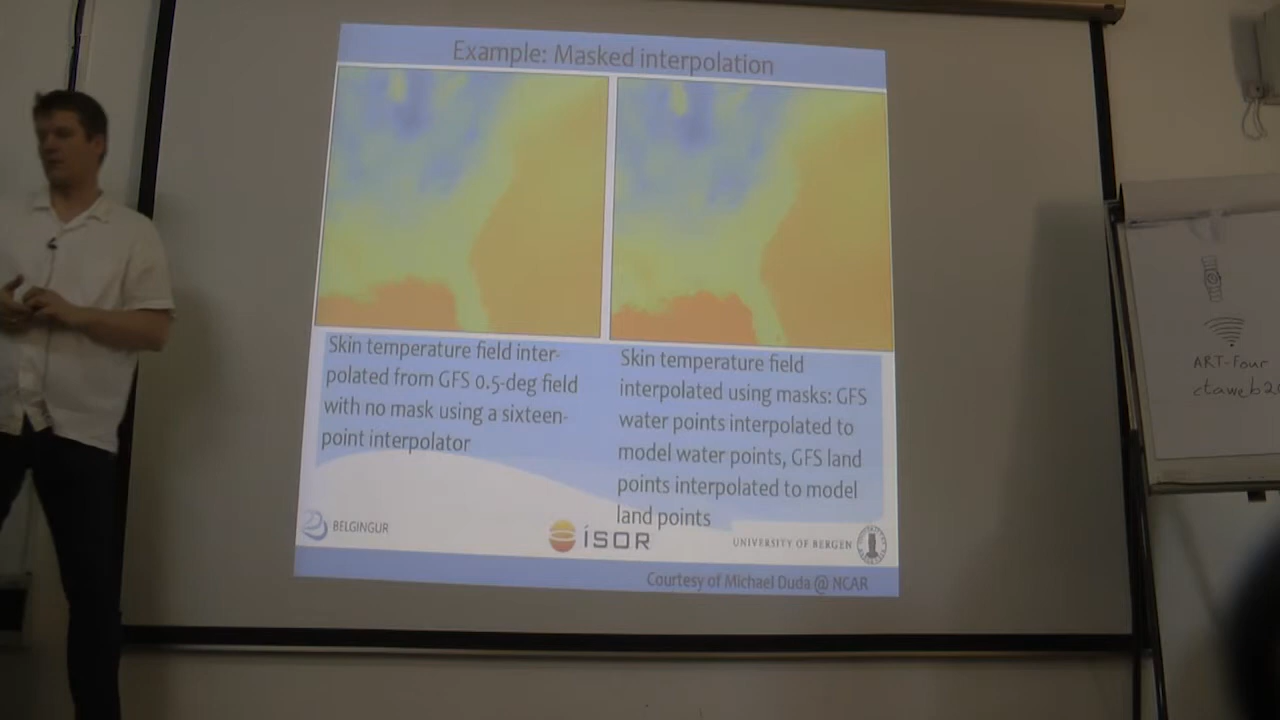 Example: Masked interpolation
Skin temperature field inter-
polated from GFS 0.5-deg field
with no mask using a sixteen-
point interpolator
Skin temperature field
interpolated using masks: GFS
water points interpolated to
model water points, GFS land
points interpolated to model
land points
BELGINGUR
ÍSOR
UNIVERSITY OF BERGEN
Courtesy of Michael Duda @ NCAR
ART-Four